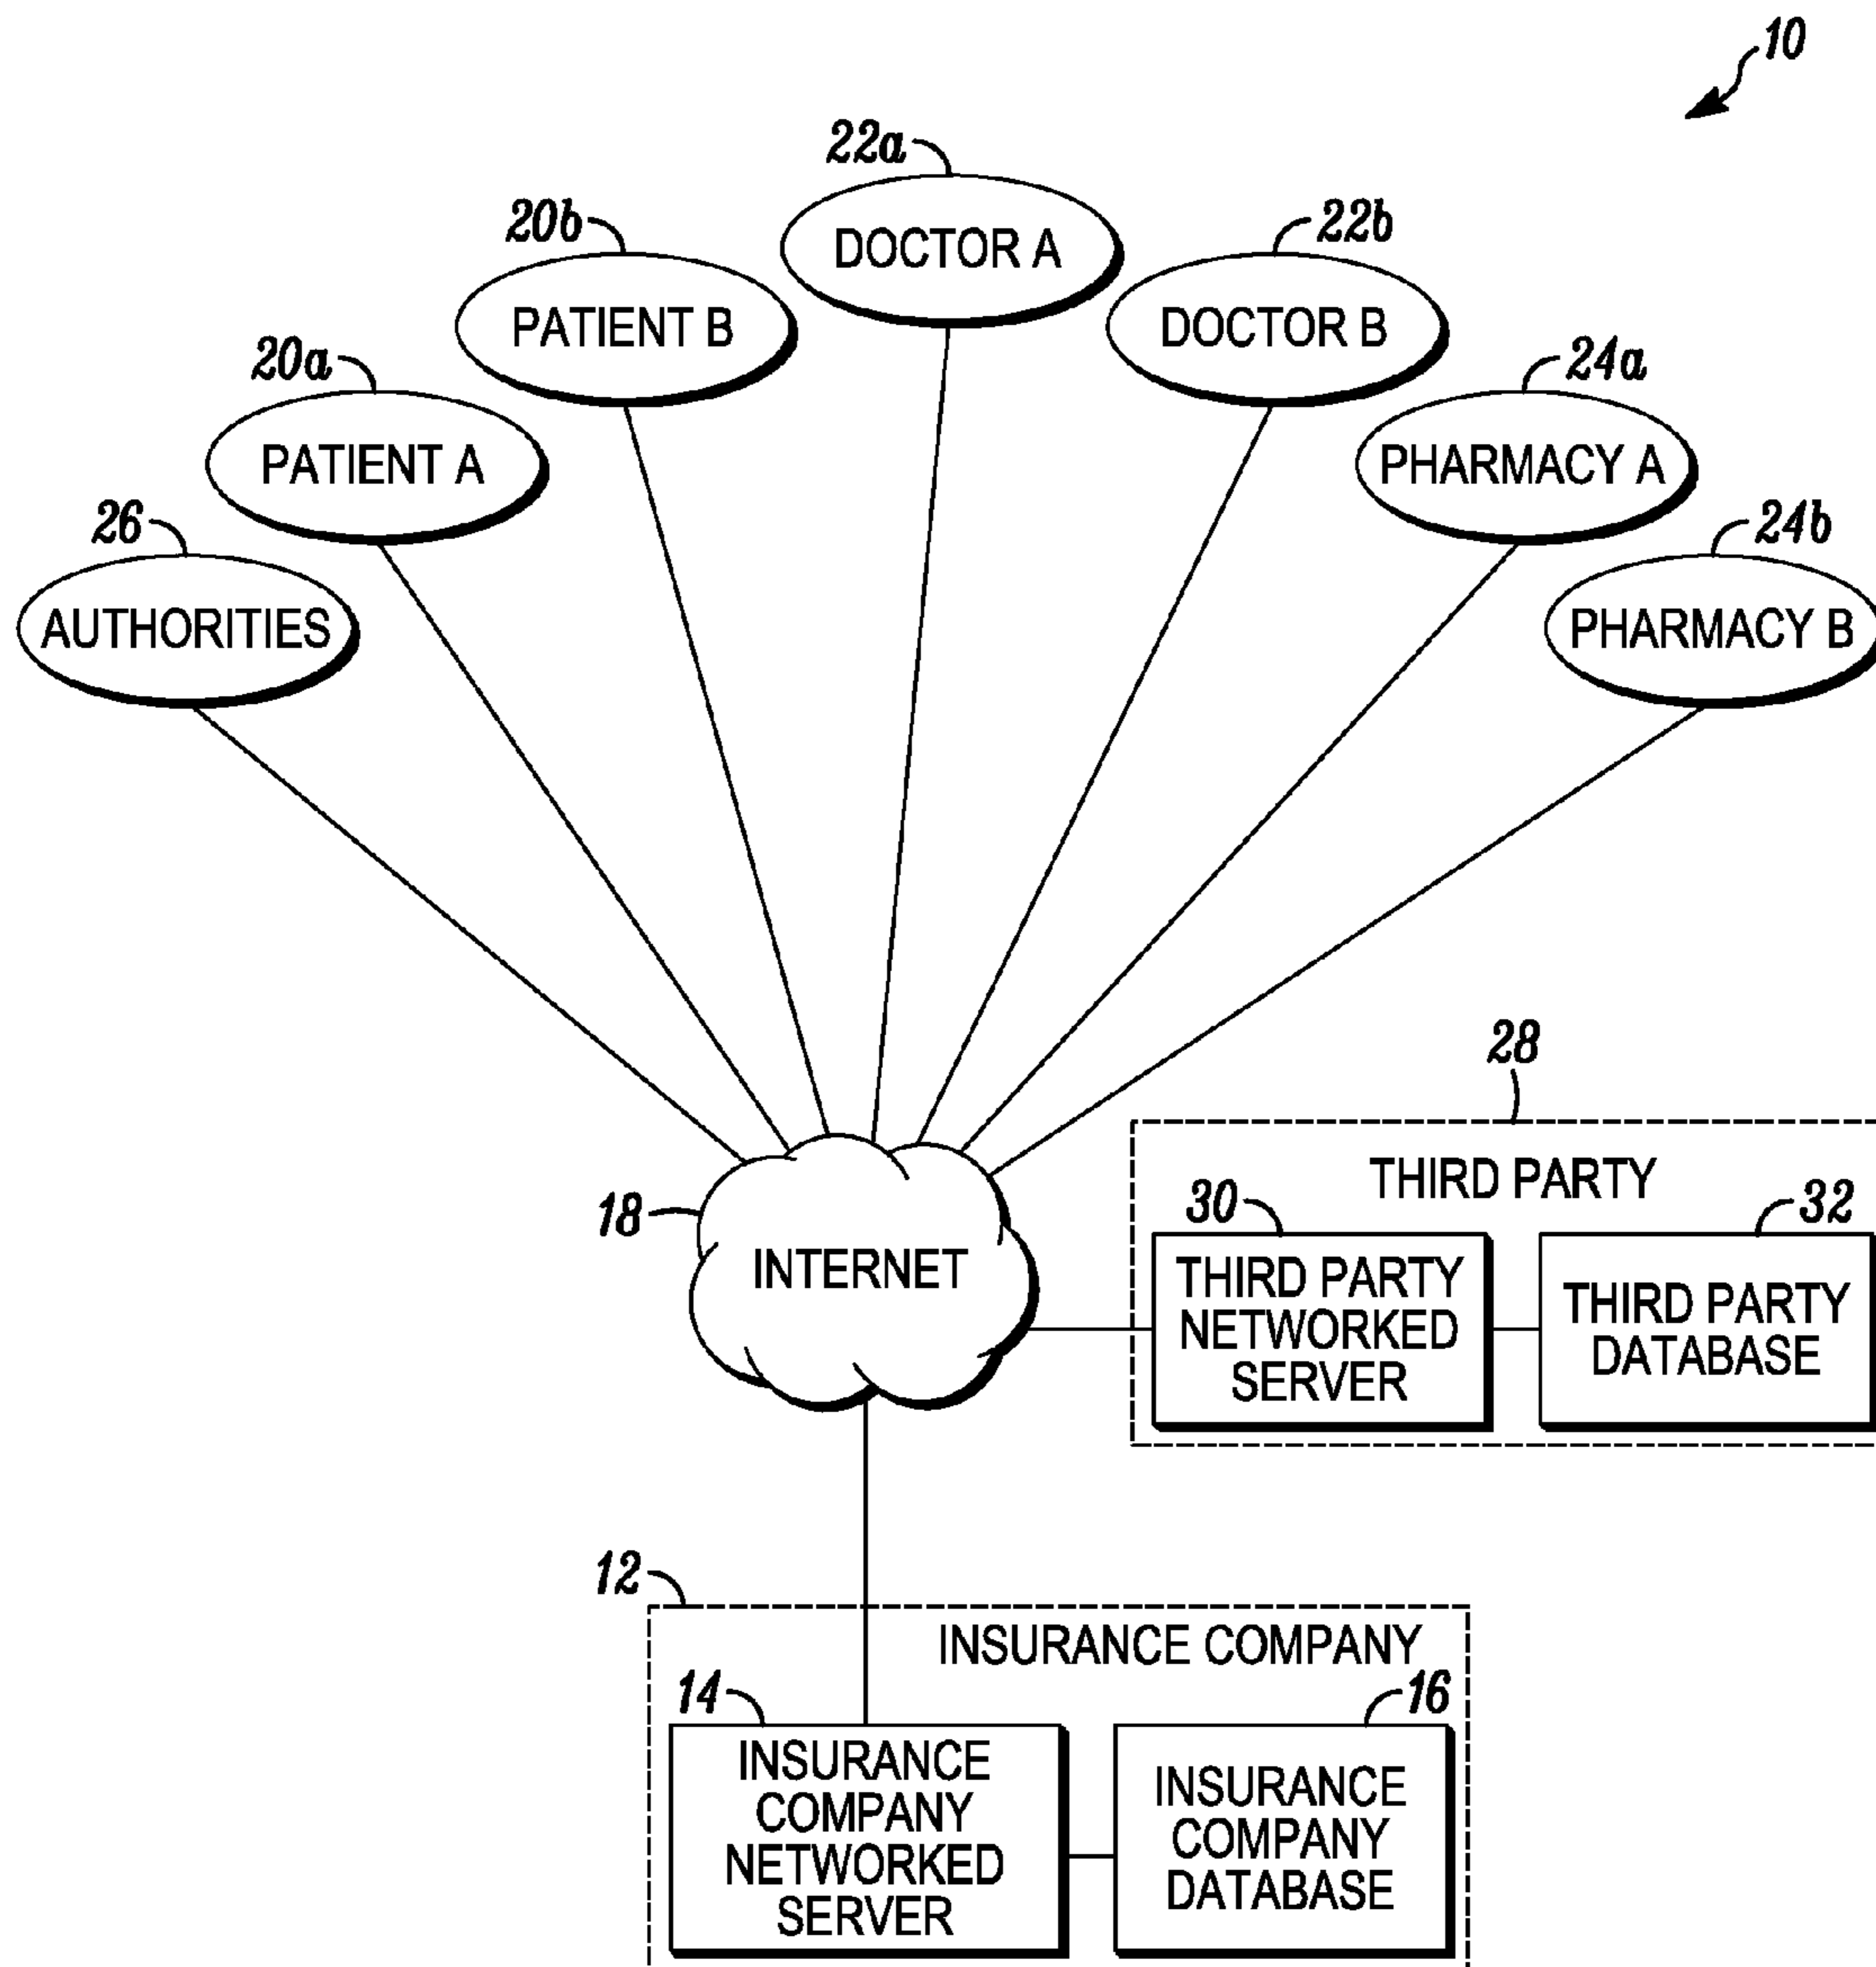 10
22a
DOCTOR A
20b
PATIENT B
22b
DOCTOR B
20a
PATIENT A
24a
PHARMACY A
26
AUTHORITIES
24b
PHARMACY B
18
INTERNET
28
THIRD PARTY
30
THIRD PARTY
NETWORKED
SERVER
32
THIRD PARTY
DATABASE
12
INSURANCE COMPANY
14
INSURANCE
COMPANY
NETWORKED
SERVER
16
INSURANCE
COMPANY
DATABASE